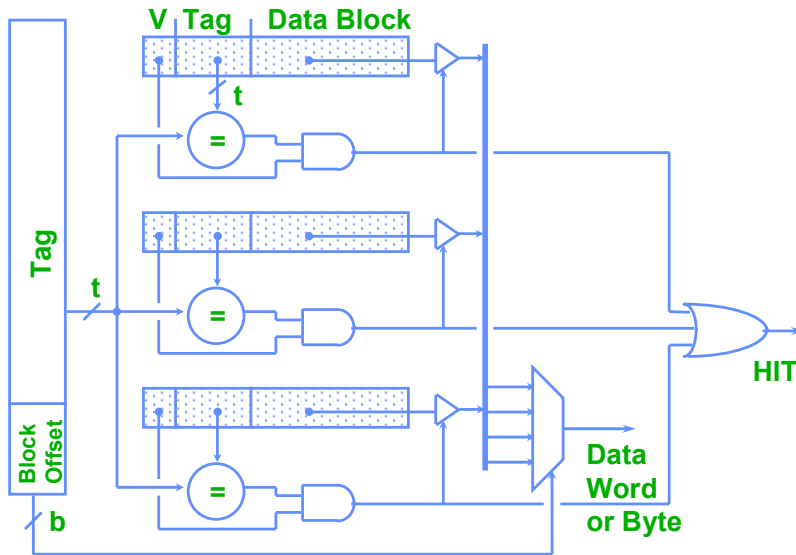 V Tag Data Block
t
=
Tag
t
=
HIT
Block
Offset
=
Data
Word
or Byte
b